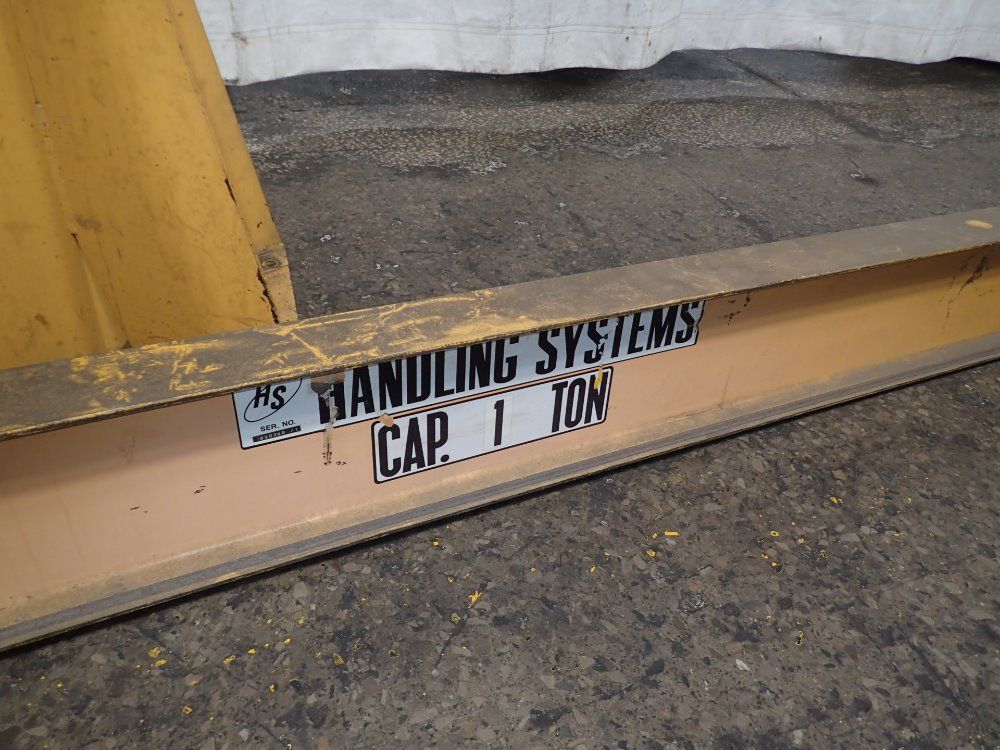 HS HANDLING SYSTEMS
SER. NO.
CAP. 1 TON